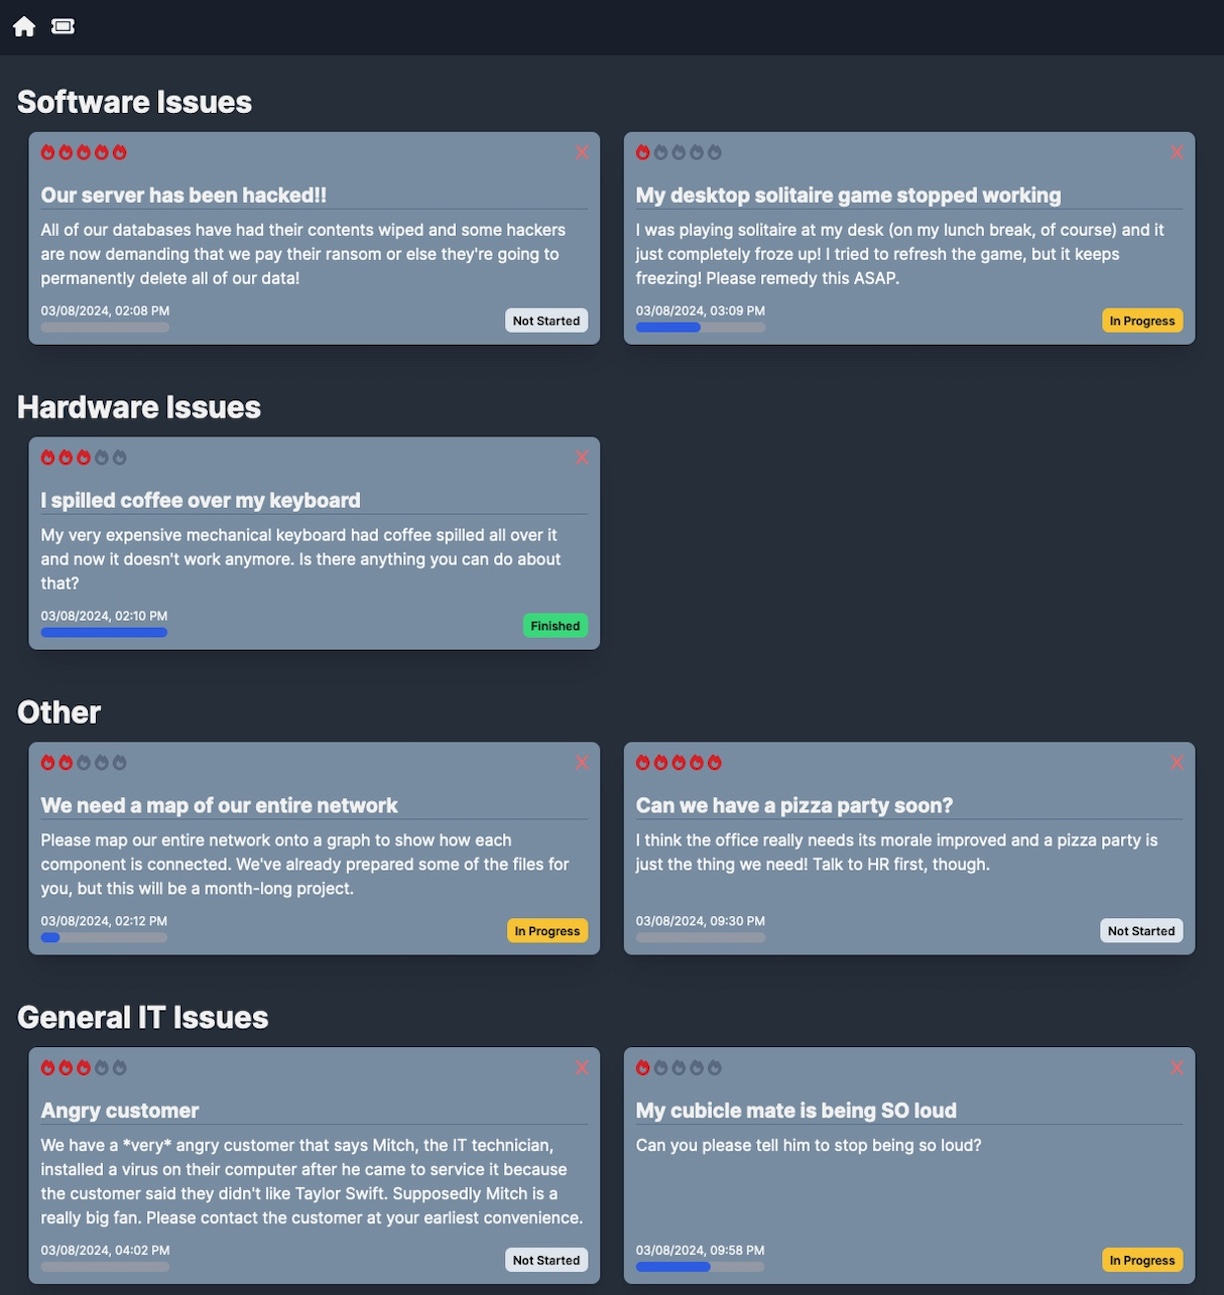 Software Issues
Our server has been hacked!!
All of our databases have had their contents wiped and some hackers
are now demanding that we pay their ransom or else they're going to
permanently delete all of our data!
03/08/2024, 02:08 PM
Not Started
My desktop solitaire game stopped working
I was playing solitaire at my desk (on my lunch break, of course) and it
just completely froze up! I tried to refresh the game, but it keeps
freezing! Please remedy this ASAP.
03/08/2024, 03:09 PM
In Progress
Hardware Issues
I spilled coffee over my keyboard
My very expensive mechanical keyboard had coffee spilled all over it
and now it doesn't work anymore. Is there anything you can do about
that?
03/08/2024, 02:10 PM
Finished
Other
We need a map of our entire network
Please map our entire network onto a graph to show how each
component is connected. We've already prepared some of the files for
you, but this will be a month-long project.
03/08/2024, 02:12 PM
In Progress
Can we have a pizza party soon?
I think the office really needs its morale improved and a pizza party is
just the thing we need! Talk to HR first, though.
03/08/2024, 09:30 PM
Not Started
General IT Issues
Angry customer
We have a *very* angry customer that says Mitch, the IT technician,
installed a virus on their computer after he came to service it because
the customer said they didn't like Taylor Swift. Supposedly Mitch is a
really big fan. Please contact the customer at your earliest convenience.
03/08/2024, 04:02 PM
Not Started
My cubicle mate is being SO loud
Can you please tell him to stop being so loud?
03/08/2024, 09:58 PM
In Progress